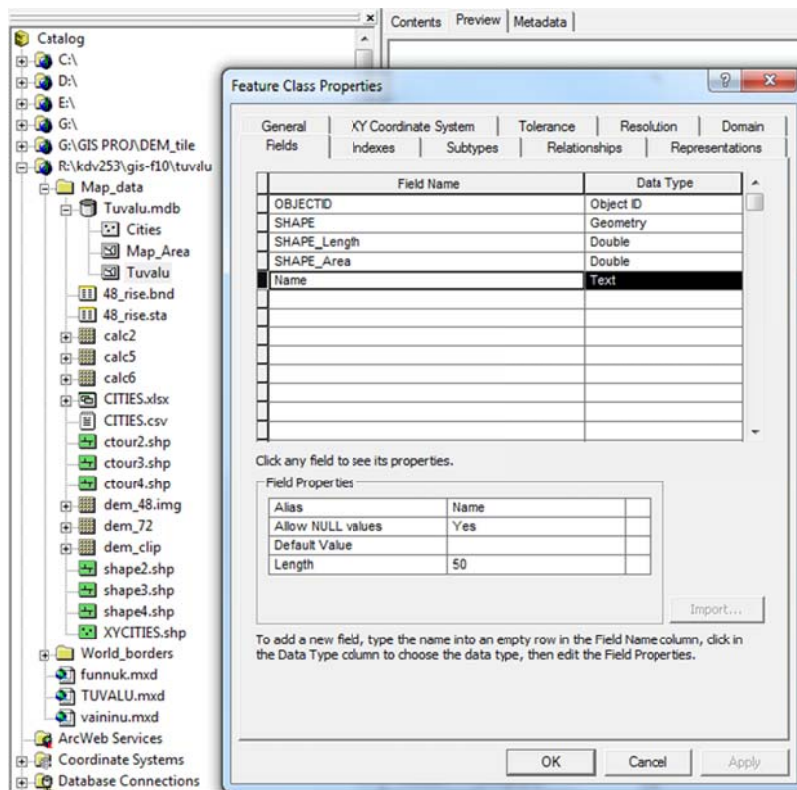 Catalog
C:\
D:\
E:\
G:\
G:\GIS PROJ\DEM_tile
R:\kdv253\gis-f10\tuvalu
Map_data
Tuvalu.mdb
Cities
Map_Area
Tuvalu
48_rise.bnd
48_rise.sta
calc2
calc5
calc6
CITIES.xlsx
CITIES.csv
ctour2.shp
ctour3.shp
ctour4.shp
dem_48.img
dem_72
dem_clip
shape2.shp
shape3.shp
shape4.shp
XYCITIES.shp
World_borders
funnuk.mxd
TUVALU.mxd
vaininu.mxd
ArcWeb Services
Coordinate Systems
Database Connections
Contents Preview Metadata
Feature Class Properties
General XY Coordinate System Tolerance Resolution Domain
Fields Indexes Subtypes Relationships Representations
Field Name Data Type
OBJECTID Object ID
SHAPE Geometry
SHAPE_Length Double
SHAPE_Area Double
Name Text
Click any field to see its properties.
Field Properties
Alias Name
Allow NULL values Yes
Default Value
Length 50
Import...
To add a new field, type the name into an empty row in the Field Name column, click in
the Data Type column to choose the data type, then edit the Field Properties.
OK Cancel Apply